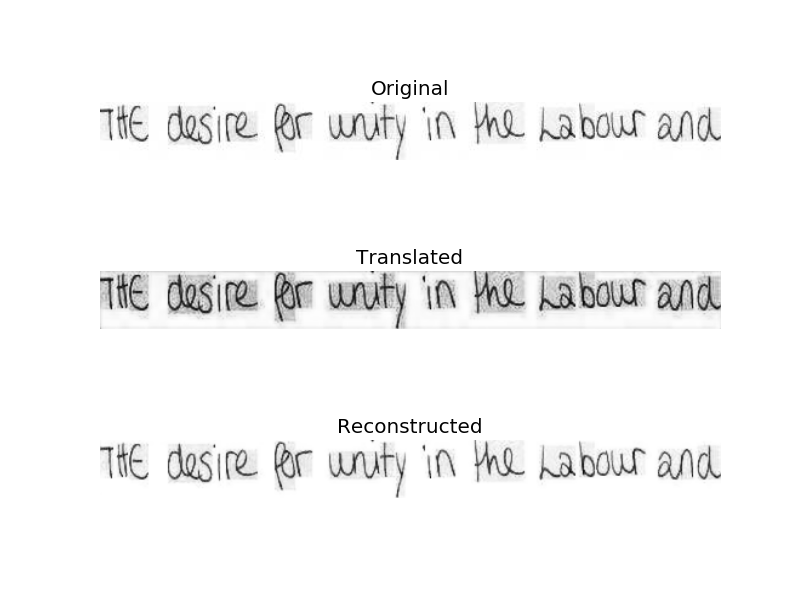 Original
THE desire for unity in the Labour and
Translated
THE desire for unity in the Labour and
Reconstructed
THE desire for unity in the Labour and